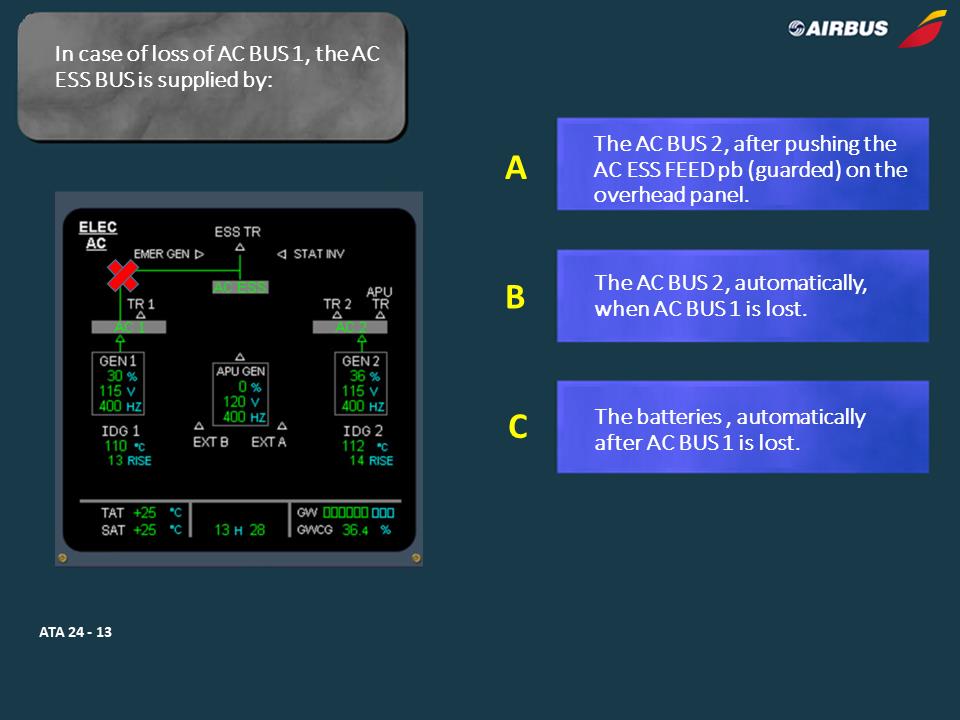 In case of loss of AC BUS 1, the AC
ESS BUS is supplied by:
AIRBUS
A
The AC BUS 2, after pushing the
AC ESS FEED pb (guarded) on the
overhead panel.
B
The AC BUS 2, automatically,
when AC BUS 1 is lost.
C
The batteries , automatically
after AC BUS 1 is lost.
ELEC
AC
ESS TR
EMER GEN
STAT INV
AC ESS
TR 1
TR 2
APU
TR
AC 1
AC 2
GEN 1
30 %
115 V
400 HZ
APU GEN
0 %
120 V
400 HZ
GEN 2
36 %
115 V
400 HZ
IDG 1
110 °C
13 RISE
EXT B
EXT A
IDG 2
112 °C
14 RISE
TAT +25 °C
SAT +25 °C
13 H 28
GW
GWCG 36.4 %
ATA 24 - 13